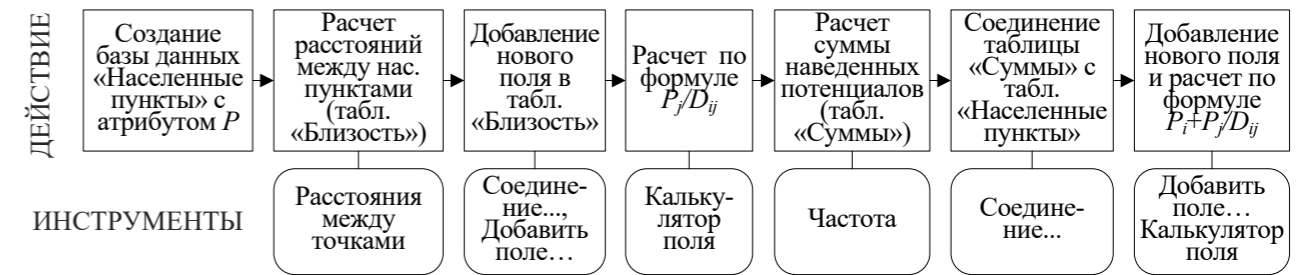 ДЕЙСТВИЕ
Создание
базы данных
«Населенные
пункты» с
атрибутом P
Расчет
расстояний
между нас.
пунктами
(табл.
«Близость»)
Добавление
нового
поля в
табл.
«Близость»
Расчет по
формуле
Pj/Dij
Расчет
суммы
наведенных
потенциалов
(табл.
«Суммы»)
Соединение
таблицы
«Суммы» с
табл.
«Населенные
пункты»
Добавление
нового поля
и расчет по
формуле
Pi+Pj/Dij
ИНСТРУМЕНТЫ
Расстояния
между
точками
Соедине-
ние...,
Добавить
поле…
Кальку-
лятор
поля
Частота
Соедине-
ние...
Добавить
поле…
Калькулятор
поля